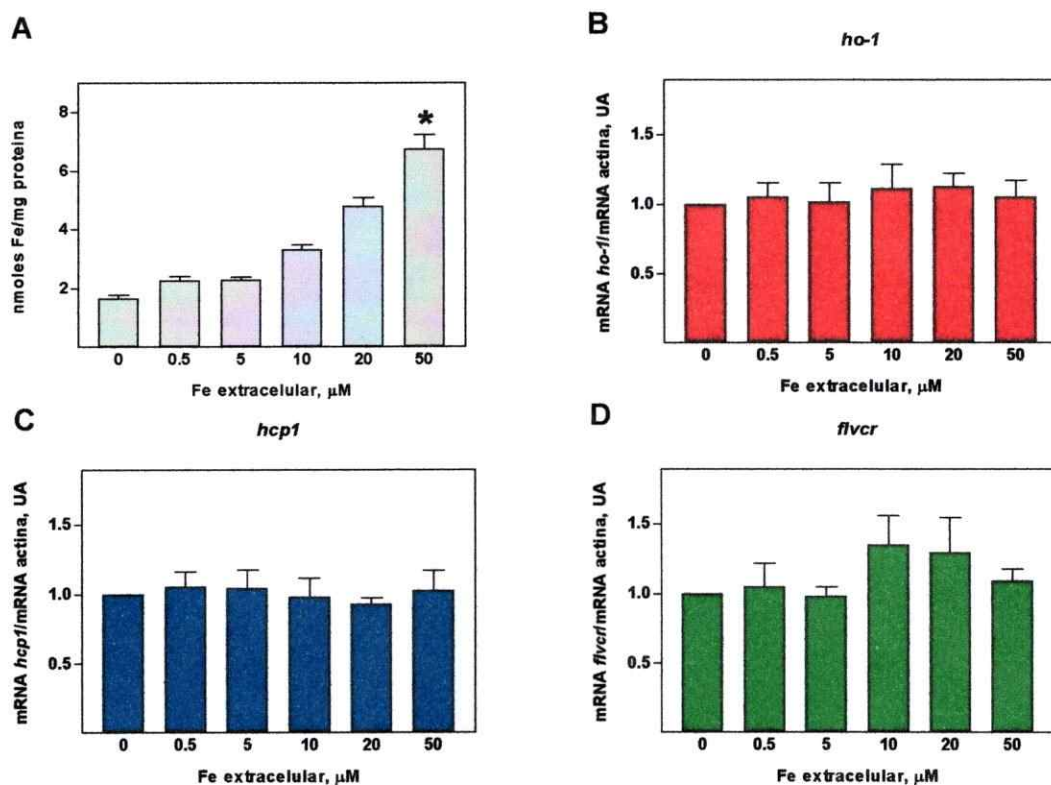 A
nmoles Fe/mg proteina
8
6
4
2
*
0 0.5 5 10 20 50
Fe extracelular, μM
B
ho-1
mRNA ho-1/mRNA actina, UA
1.5
1.0
0.5
0 0.5 5 10 20 50
Fe extracelular, μM
C
hcp1
mRNA hcp1/mRNA actina, UA
1.5
1.0
0.5
0 0.5 5 10 20 50
Fe extracelular, μM
D
flvcr
mRNA flvcr/mRNA actina, UA
1.5
1.0
0.5
0 0.5 5 10 20 50
Fe extracelular, μM